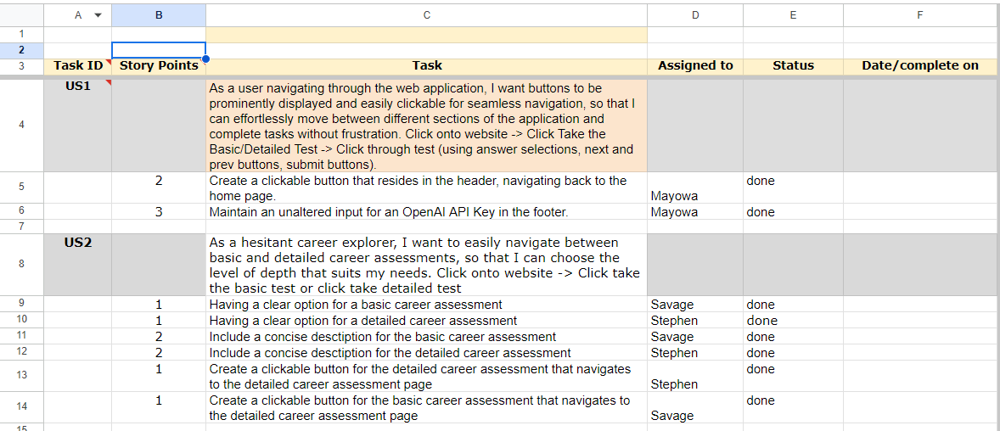 A B C D E F
1
2
3 Task ID Story Points Task Assigned to Status Date/complete on
US1
As a user navigating through the web application, I want buttons to be
prominently displayed and easily clickable for seamless navigation, so that I
4 can effortlessly move between different sections of the application and
complete tasks without frustration. Click onto website -> Click Take the
Basic/Detailed Test -> Click through test (using answer selections, next and
prev buttons, submit buttons).
5 2 Create a clickable button that resides in the header, navigating back to the done
home page. Mayowa
6 3 Maintain an unaltered input for an OpenAI API Key in the footer. Mayowa done
7
US2 As a hesitant career explorer, I want to easily navigate between
basic and detailed career assessments, so that I can choose the
8 level of depth that suits my needs. Click onto website -> Click take
the basic test or click take detailed test
9 1 Having a clear option for a basic career assessment Savage done
10 1 Having a clear option for a detailed career assessment Stephen done
11 2 Include a concise desctiption for the basic career assessment Savage done
12 2 Include a concise desctiption for the detailed career assessment Stephen done
13 1 Create a clickable button for the detailed career assessment that navigates done
to the detailed career assessment page Stephen
14 1 Create a clickable button for the basic career assessment that navigates to done
the detailed career assessment page Savage
15